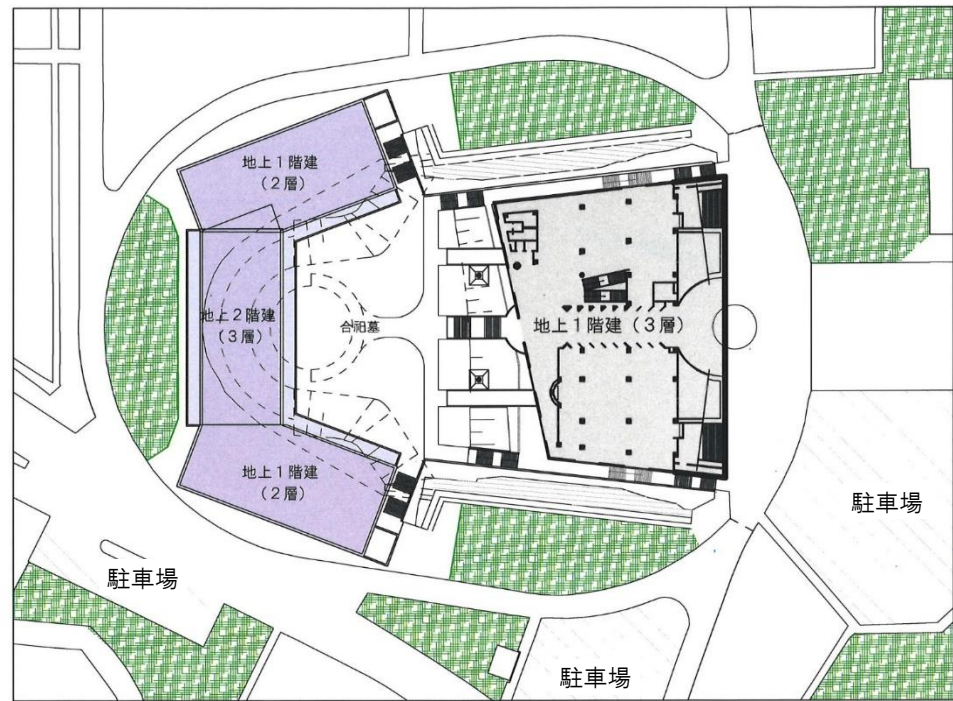 地上１階建
（２層）
地上２階建
（３層）
合祀墓
地上１階建（３層）
地上１階建
（２層）
駐車場
駐車場
駐車場